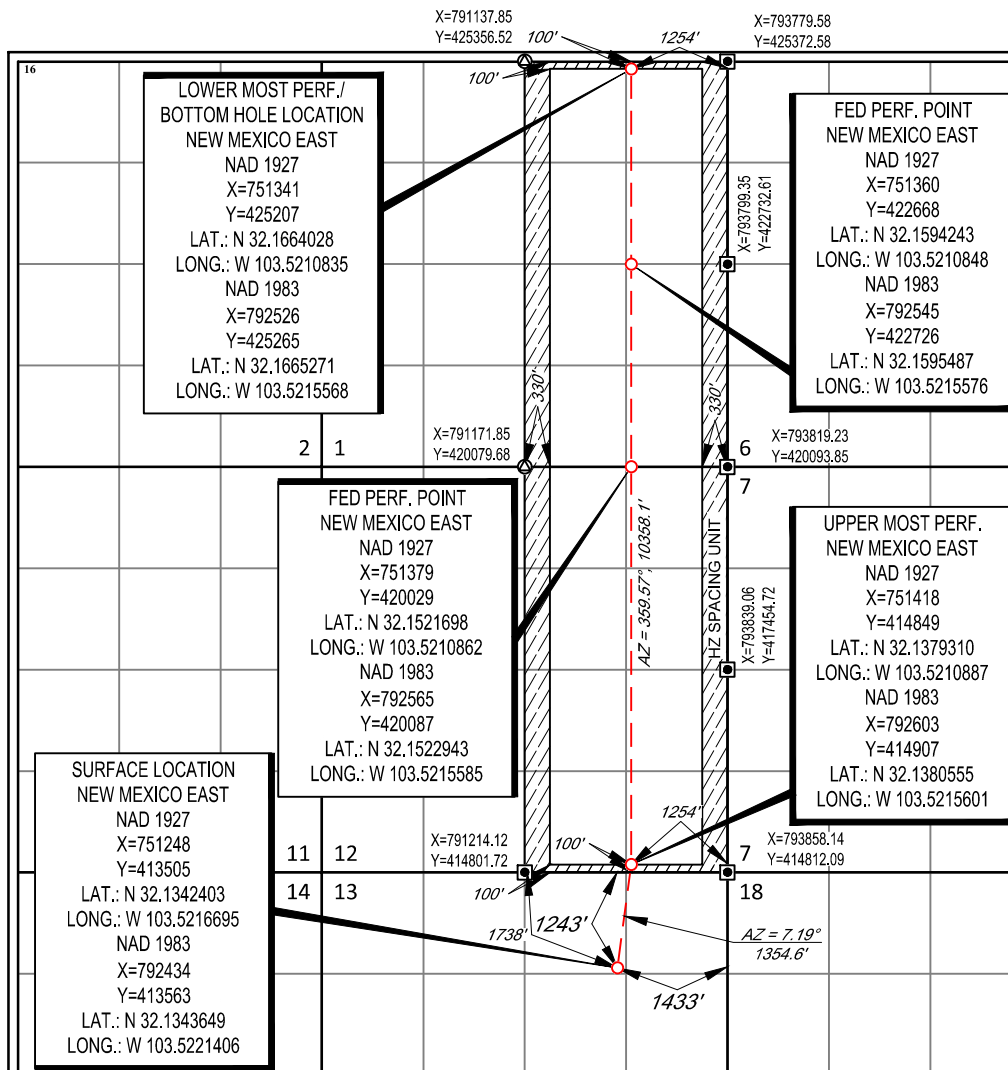 X=791137.85
Y=425356.52
X=793779.58
Y=425372.58
16
100'
1254'
100'
LOWER MOST PERF./
BOTTOM HOLE LOCATION
NEW MEXICO EAST
NAD 1927
X=751341
Y=425207
LAT.: N 32.1664028
LONG.: W 103.5210835
NAD 1983
X=792526
Y=425265
LAT.: N 32.1665271
LONG.: W 103.5215568
FED PERF. POINT
NEW MEXICO EAST
NAD 1927
X=751360
Y=422668
LAT.: N 32.1594243
LONG.: W 103.5210848
NAD 1983
X=792545
Y=422726
LAT.: N 32.1595487
LONG.: W 103.5215576
X=793799.35
Y=422732.61
330'
330'
2
1
X=791171.85
Y=420079.68
6
7
X=793819.23
Y=420093.85
FED PERF. POINT
NEW MEXICO EAST
NAD 1927
X=751379
Y=420029
LAT.: N 32.1521698
LONG.: W 103.5210862
NAD 1983
X=792565
Y=420087
LAT.: N 32.1522943
LONG.: W 103.5215585
AZ = 359.57°, 10358.1'
HZ SPACING UNIT
X=793839.06
Y=417454.72
UPPER MOST PERF.
NEW MEXICO EAST
NAD 1927
X=751418
Y=414849
LAT.: N 32.1379310
LONG.: W 103.5210887
NAD 1983
X=792603
Y=414907
LAT.: N 32.1380555
LONG.: W 103.5215601
SURFACE LOCATION
NEW MEXICO EAST
NAD 1927
X=751248
Y=413505
LAT.: N 32.1342403
LONG.: W 103.5216695
NAD 1983
X=792434
Y=413563
LAT.: N 32.1343649
LONG.: W 103.5221406
11
12
14
13
X=791214.12
Y=414801.72
100'
1254'
7
18
X=793858.14
Y=414812.09
100'
1738'
1243'
AZ = 7.19°
1354.6'
1433'